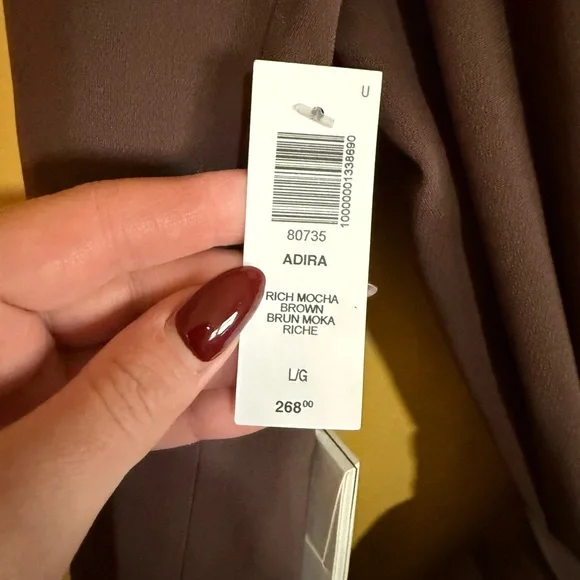 U
10000001338690
80735
ADIRA
RICH MOCHA
BROWN
BRUN MOKA
RICHE
L/G
268⁰⁰